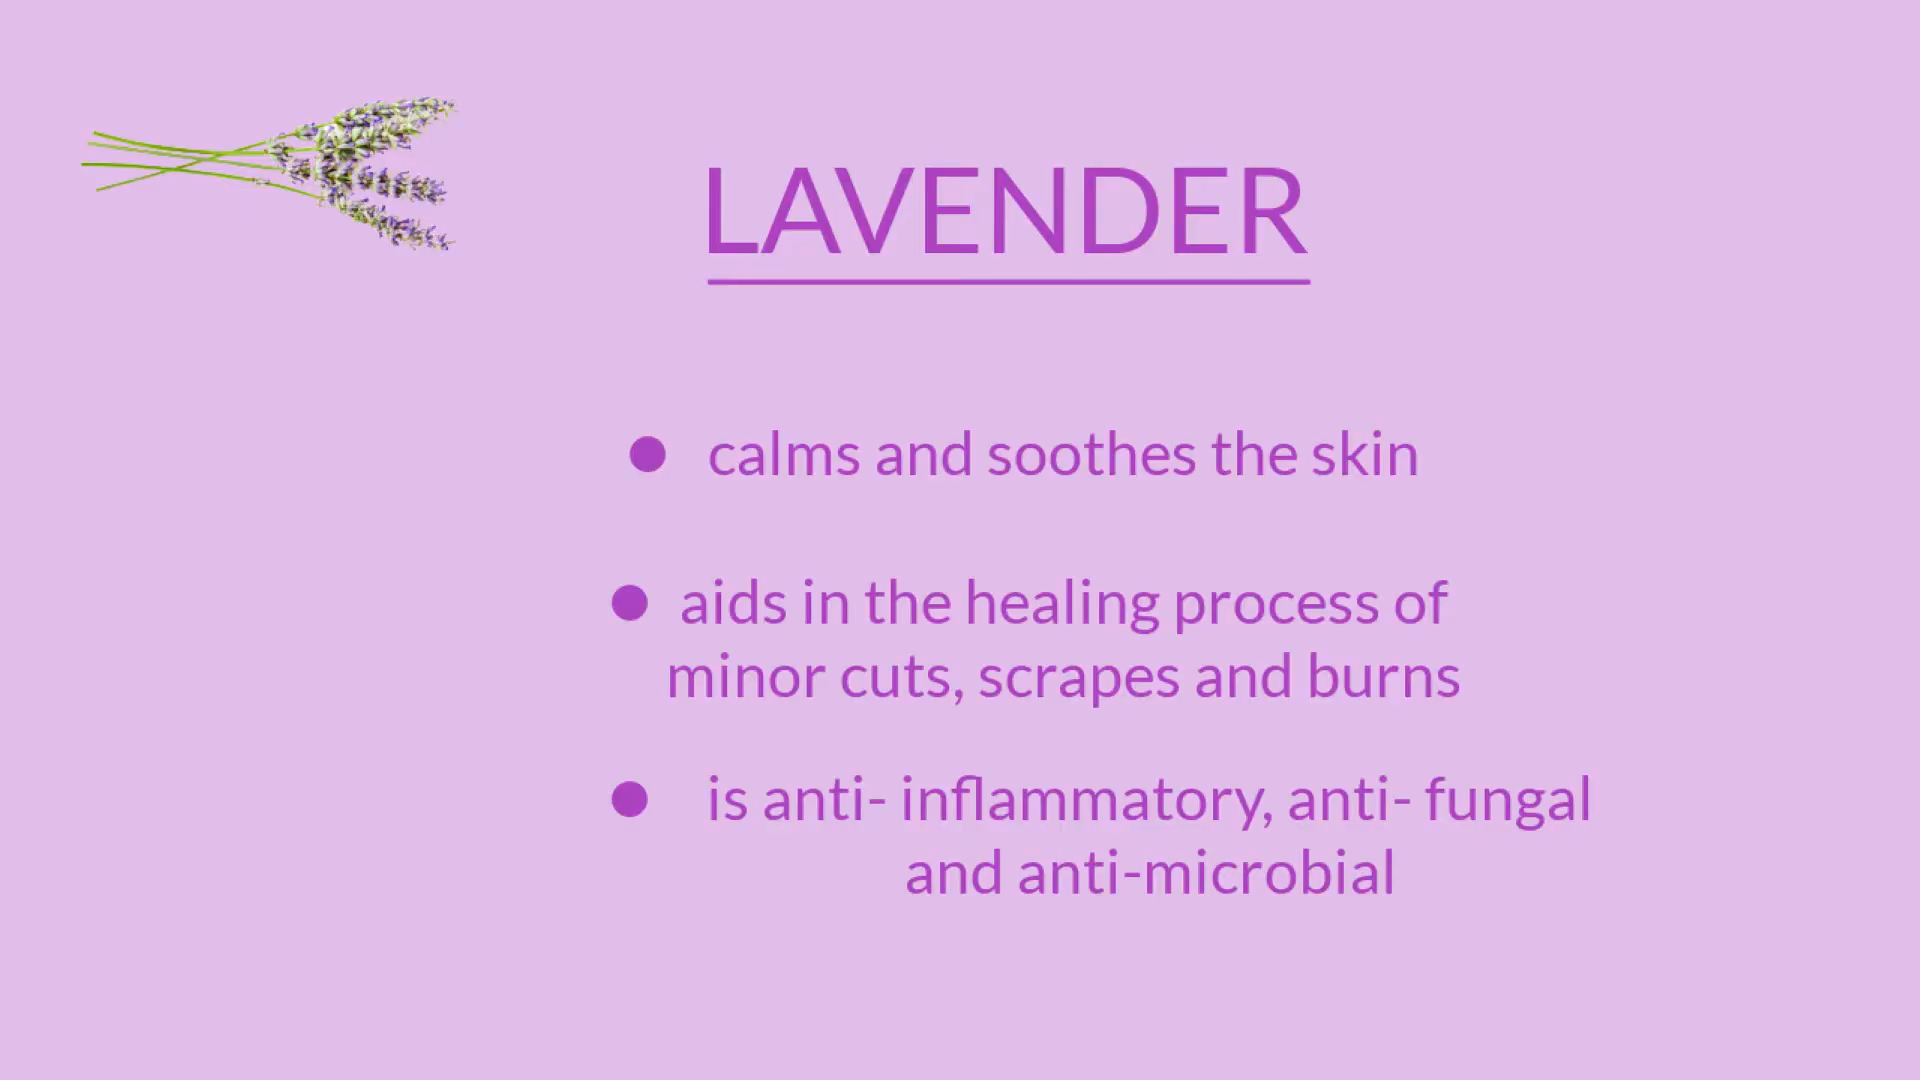 LAVENDER
● calms and soothes the skin
● aids in the healing process of
minor cuts, scrapes and burns
● is anti- inflammatory, anti- fungal
and anti-microbial